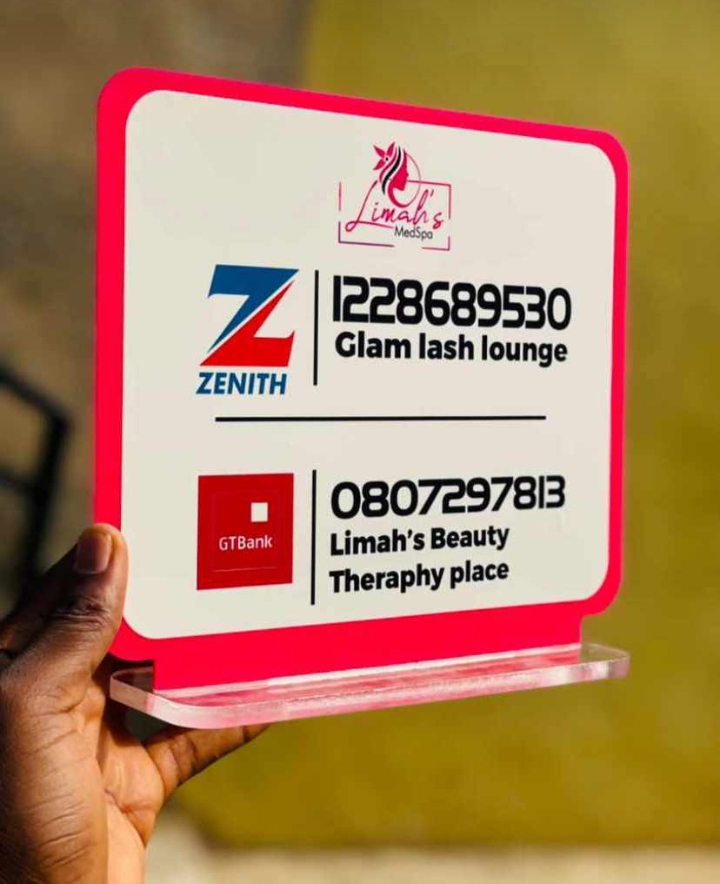 Limah's
MedSpa
1228689530
Glam lash lounge
ZENITH
0807297813
GTBank
Limah's Beauty
Theraphy place